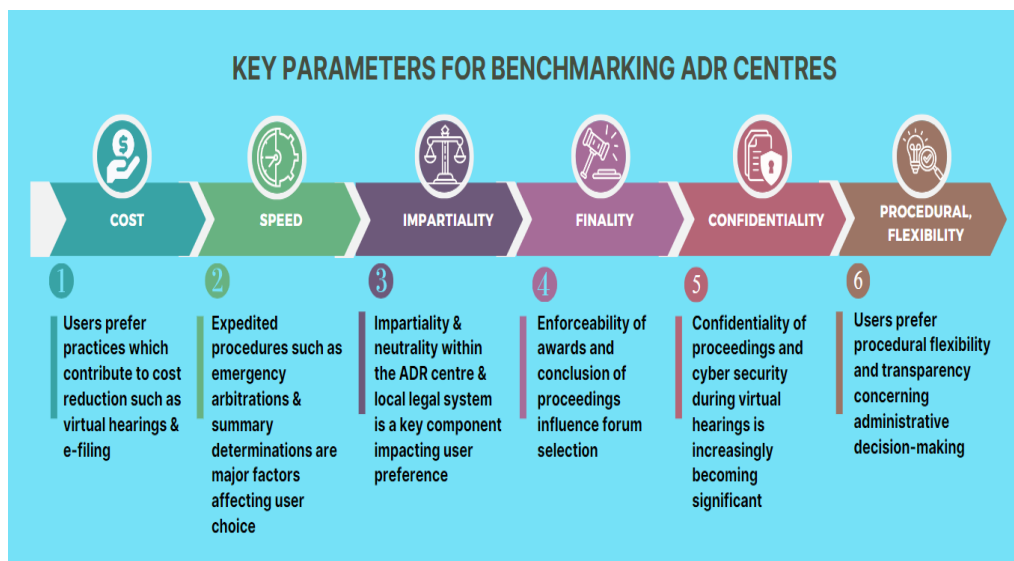 KEY PARAMETERS FOR BENCHMARKING ADR CENTRES
$
COST
SPEED
IMPARTIALITY
FINALITY
CONFIDENTIALITY
PROCEDURAL,
FLEXIBILITY
1
Users prefer
practices which
contribute to cost
reduction such as
virtual hearings &
e-filing
2
Expedited
procedures such as
emergency
arbitrations &
summary
determinations are
major factors
affecting user
choice
3
Impartiality &
neutrality within
the ADR centre &
local legal system
is a key component
impacting user
preference
4
Enforceability of
awards and
conclusion of
proceedings
influence forum
selection
5
Confidentiality of
proceedings and
cyber security
during virtual
hearings is
increasingly
becoming
significant
6
Users prefer
procedural flexibility
and transparency
concerning
administrative
decision-making